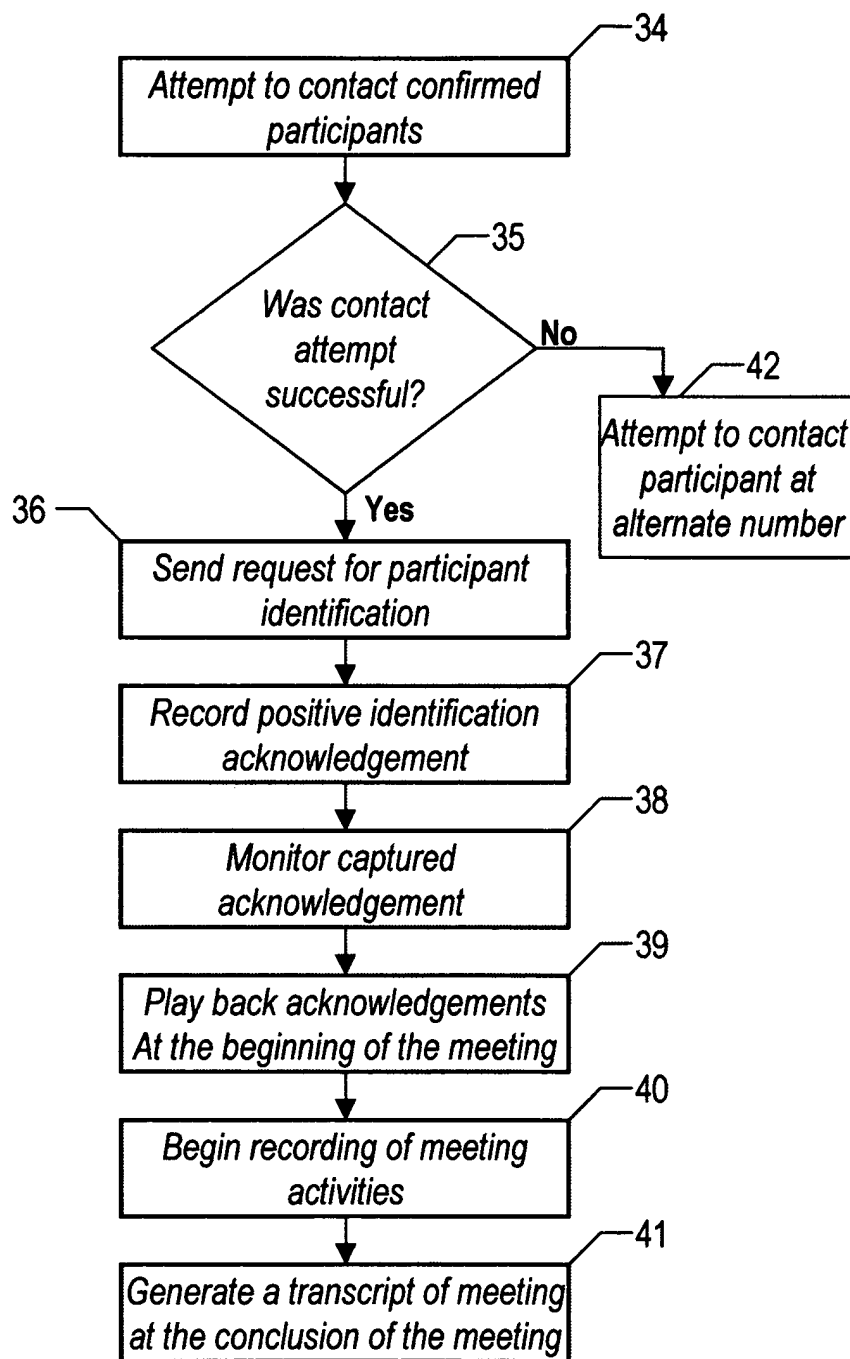 34
Attempt to contact confirmed
participants
35
Was contact
attempt
successful?
No
42
Attempt to contact
participant at
alternate number
Yes
36
Send request for participant
identification
37
Record positive identification
acknowledgement
38
Monitor captured
acknowledgement
39
Play back acknowledgements
At the beginning of the meeting
40
Begin recording of meeting
activities
41
Generate a transcript of meeting
at the conclusion of the meeting